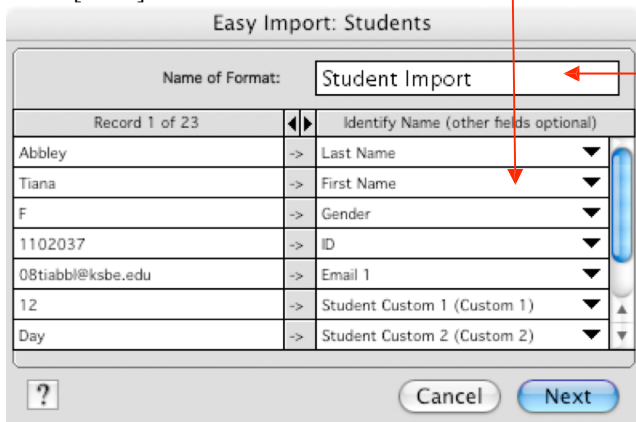 Easy Import: Students
Name of Format: Student Import
Record 1 of 23 Identify Name (other fields optional)
Abbley -> Last Name
Tiana -> First Name
F -> Gender
1102037 -> ID
08tiabbl@ksbe.edu -> Email 1
12 -> Student Custom 1 (Custom 1)
Day -> Student Custom 2 (Custom 2)
? Cancel Next